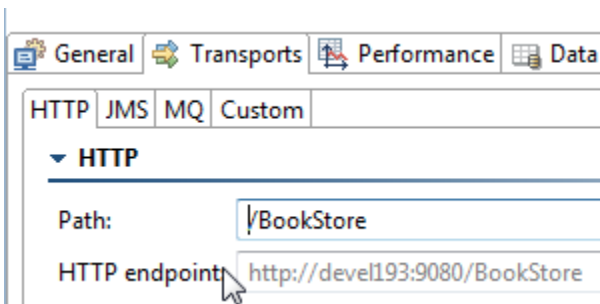 General Transports Performance Data
HTTP JMS MQ Custom
HTTP
Path: /BookStore
HTTP endpoint: http://devel193:9080/BookStore